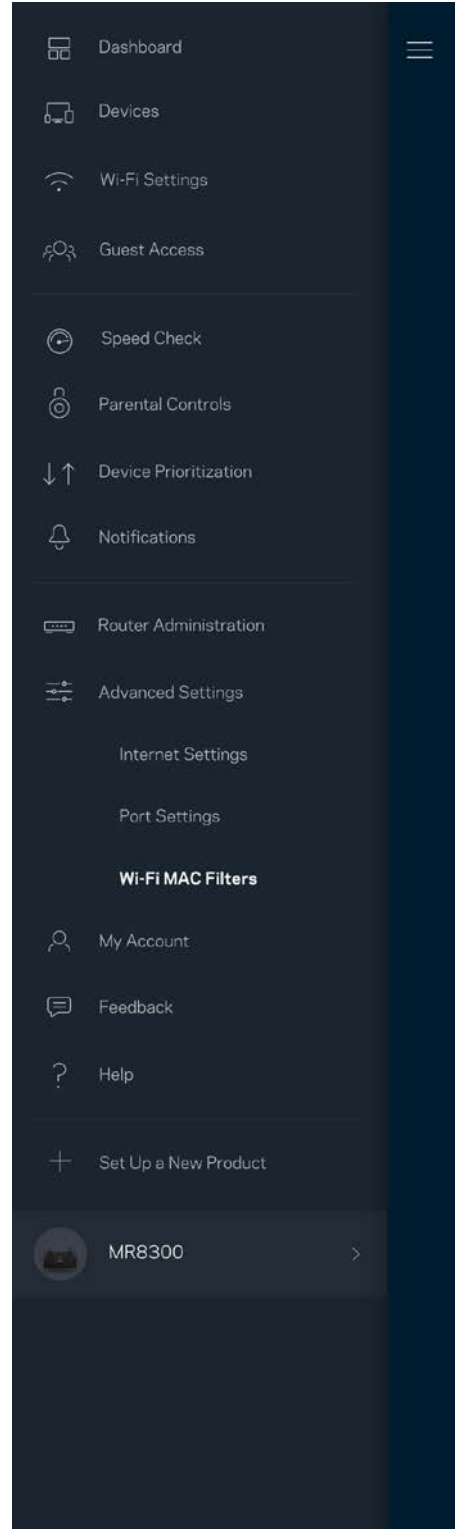 Dashboard
Devices
Wi-Fi Settings
Guest Access
Speed Check
Parental Controls
Device Prioritization
Notifications
Router Administration
Advanced Settings
Internet Settings
Port Settings
Wi-Fi MAC Filters
My Account
Feedback
Help
Set Up a New Product
MR8300